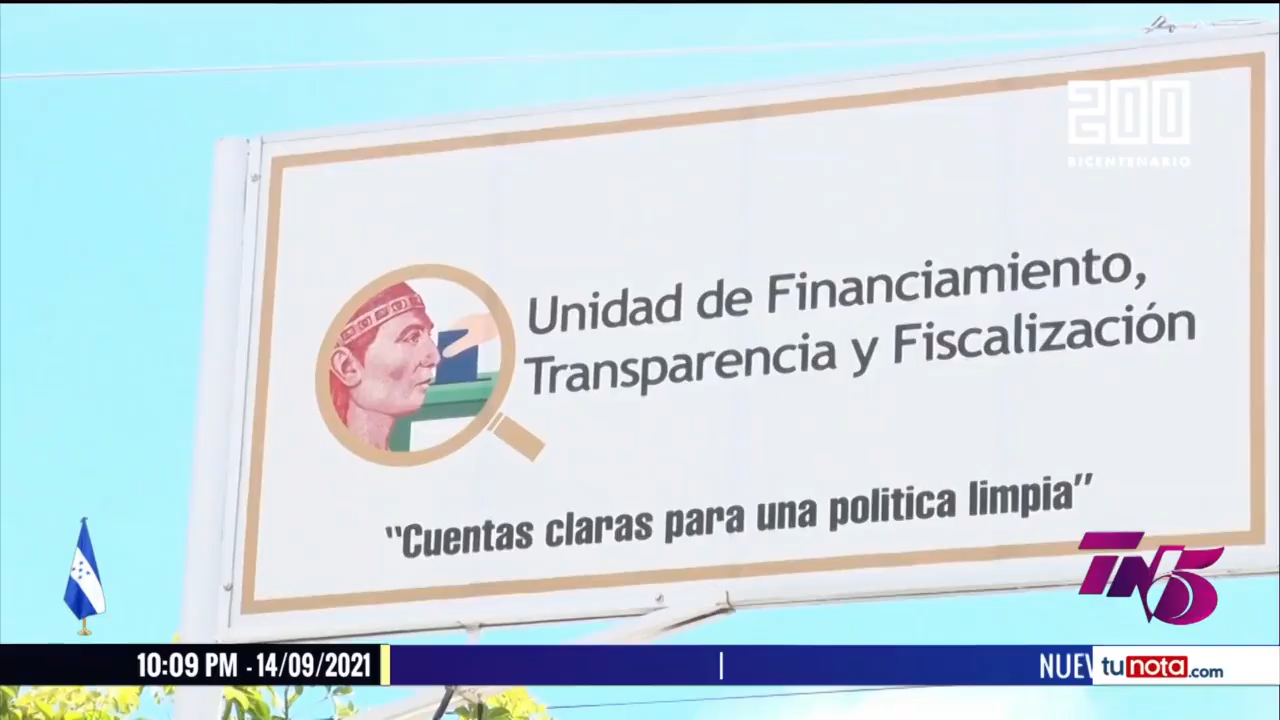 200
BICENTENARIO
Unidad de Financiamiento,
Transparencia y Fiscalización
"Cuentas claras para una politica limpia"
TN5
10:09 PM - 14/09/2021
tunota.com